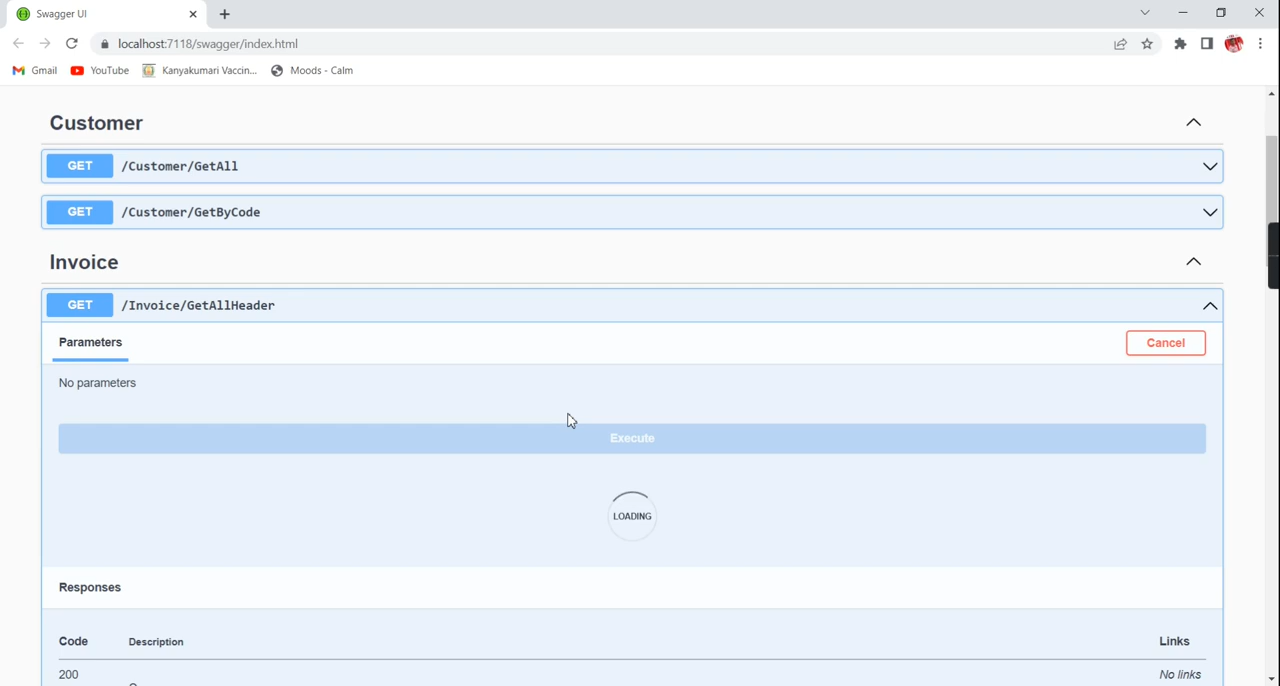 Swagger UI
localhost:7118/swagger/index.html
Gmail YouTube Kanyakumari Vaccin... Moods - Calm
Customer
GET /Customer/GetAll
GET /Customer/GetByCode
Invoice
GET /Invoice/GetAllHeader
Parameters Cancel
No parameters
Execute
LOADING
Responses
Code Description Links
200 No links